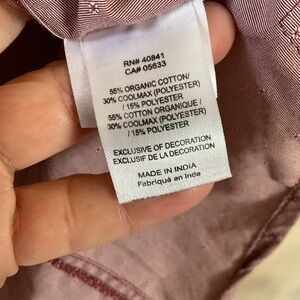 RN# 40841
CA# 05633
55% ORGANIC COTTON/
30% COOLMAX (POLYESTER)
/ 15% POLYESTER
55% COTTON ORGANIQUE /
30% COOLMAX (POLYESTER)
/ 15% POLYESTER
EXCLUSIVE OF DECORATION
EXCLUSIF DE LA DECORATION
MADE IN INDIA
Fabriqué en Inde